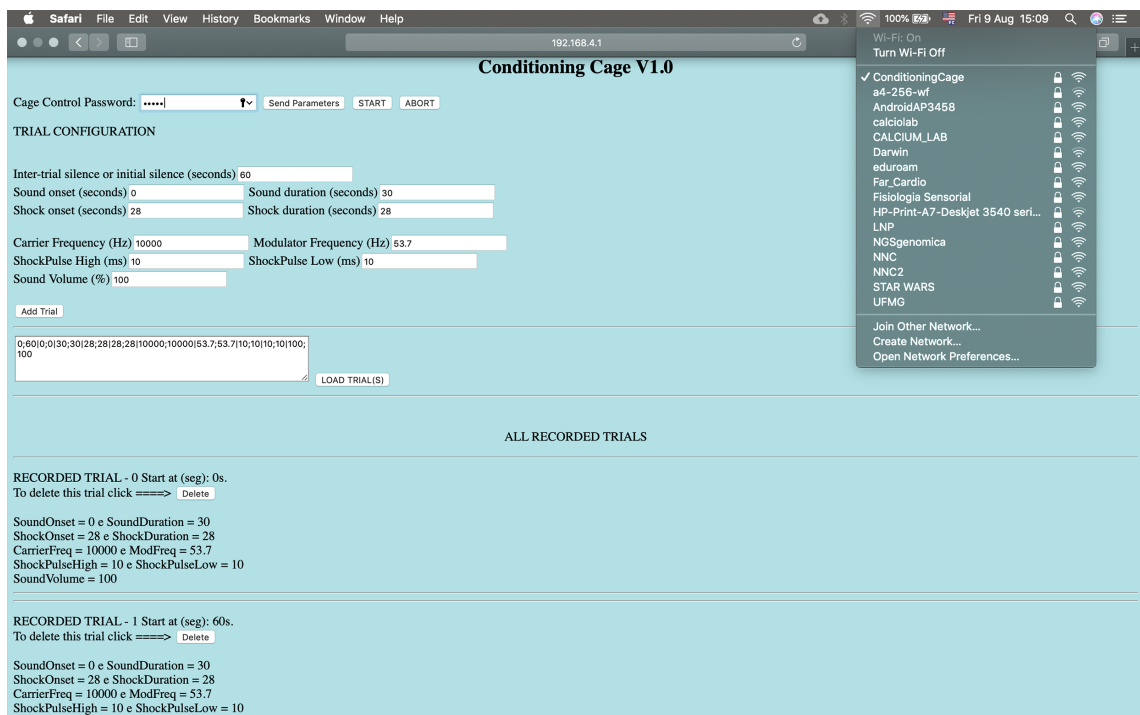 Safari File Edit View History Bookmarks Window Help 100% Fri 9 Aug 15:09
192.168.4.1
Wi-Fi: On
Turn Wi-Fi Off
ConditioningCage
a4-256-wf
AndroidAP3458
calciolab
CALCIUM_LAB
Darwin
eduroam
Far_Cardio
Fisiologia Sensorial
HP-Print-A7-Deskjet 3540 seri...
LNP
NGSgenomica
NNC
NNC2
STAR WARS
UFMG
Join Other Network...
Create Network...
Open Network Preferences...
Conditioning Cage V1.0
Cage Control Password: ••••• Send Parameters START ABORT
TRIAL CONFIGURATION
Inter-trial silence or initial silence (seconds) 60
Sound onset (seconds) 0 Sound duration (seconds) 30
Shock onset (seconds) 28 Shock duration (seconds) 28
Carrier Frequency (Hz) 10000 Modulator Frequency (Hz) 53.7
ShockPulse High (ms) 10 ShockPulse Low (ms) 10
Sound Volume (%) 100
Add Trial
0;60|0;0|30;30|28;28|28;28|10000;10000|53.7;53.7|10;10|10;10|100;
100
LOAD TRIAL(S)
ALL RECORDED TRIALS
RECORDED TRIAL - 0 Start at (seg): 0s.
To delete this trial click ====> Delete
SoundOnset = 0 e SoundDuration = 30
ShockOnset = 28 e ShockDuration = 28
CarrierFreq = 10000 e ModFreq = 53.7
ShockPulseHigh = 10 e ShockPulseLow = 10
SoundVolume = 100
RECORDED TRIAL - 1 Start at (seg): 60s.
To delete this trial click ====> Delete
SoundOnset = 0 e SoundDuration = 30
ShockOnset = 28 e ShockDuration = 28
CarrierFreq = 10000 e ModFreq = 53.7
ShockPulseHigh = 10 e ShockPulseLow = 10